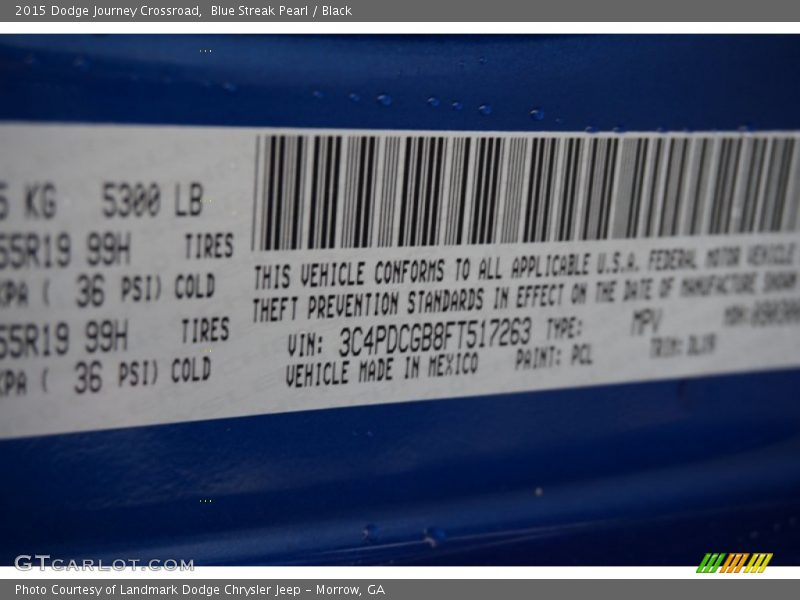 2015 Dodge Journey Crossroad, Blue Streak Pearl / Black
KG 5300 LB
55R19 99H TIRES
KPA ( 36 PSI) COLD
55R19 99H TIRES
KPA ( 36 PSI) COLD
THIS VEHICLE CONFORMS TO ALL APPLICABLE U.S.A. FEDERAL MOTOR VEHICLE
THEFT PREVENTION STANDARDS IN EFFECT ON THE DATE OF MANUFACTURE SHOWN
VIN: 3C4PDCGB8FT517263 TYPE: MPV MDH:
VEHICLE MADE IN MEXICO PAINT: PCL TRIM:
GTCARLOT.COM
Photo Courtesy of Landmark Dodge Chrysler Jeep - Morrow, GA